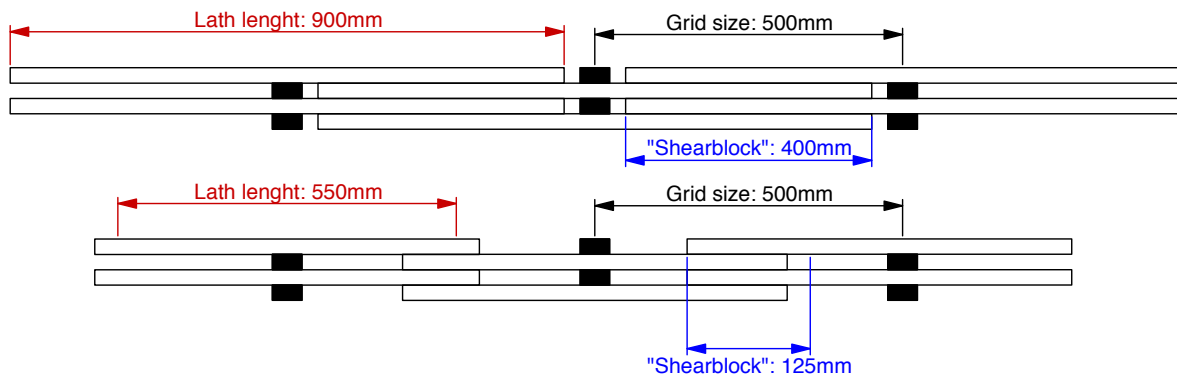 Lath lenght: 900mm
Grid size: 500mm
"Shearblock": 400mm
Lath lenght: 550mm
Grid size: 500mm
"Shearblock": 125mm